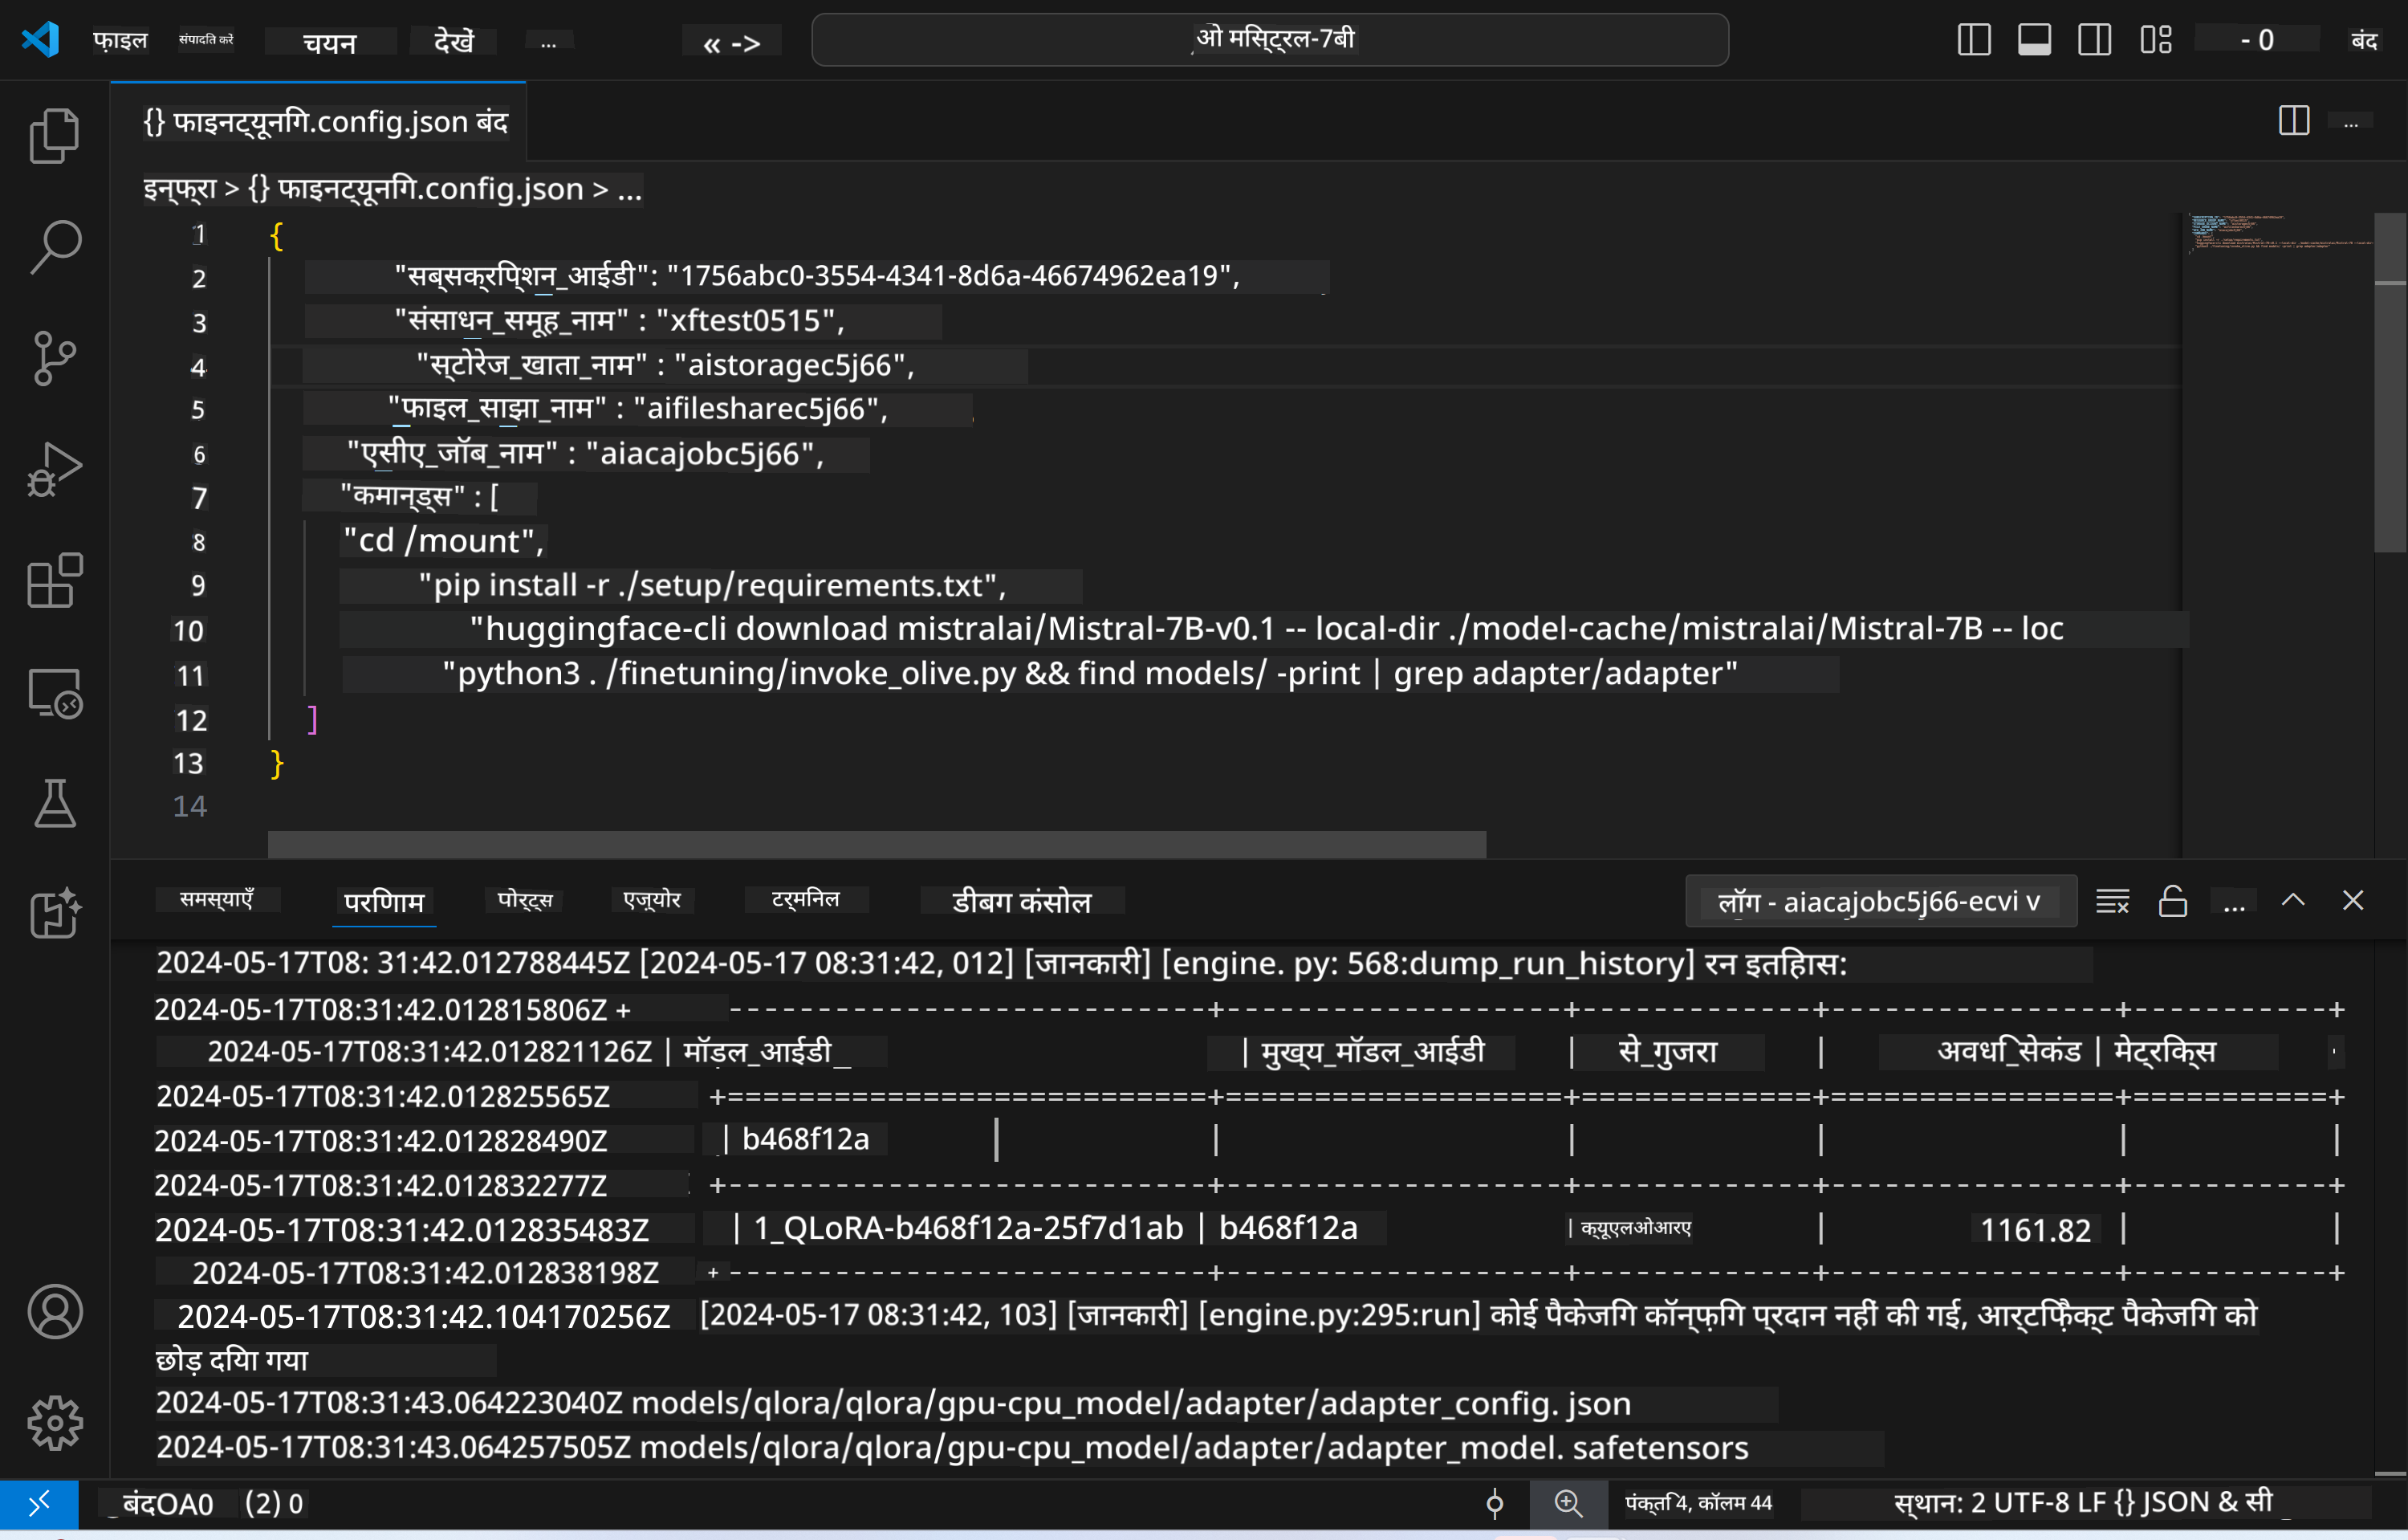 फ़ाइल संपादित करें चयन देखें ... « -> ओ मिस्ट्रल-7बी - 0 बंद
{} फाइनट्यूनिंग.config.json बंद ...
इन्फ्रा > {} फाइनट्यूनिंग.config.json > ...
1 {
2 "सब्सक्रिप्शन_आईडी": "1756abc0-3554-4341-8d6a-46674962ea19",
3 "संसाधन_समूह_नाम" : "xftest0515",
4 "स्टोरेज_खाता_नाम" : "aistoragec5j66",
5 "फाइल_साझा_नाम" : "aifilesharec5j66",
6 "एसीए_जॉब_नाम" : "aiacajobc5j66",
7 "कमान्ड्स" : [
8 "cd /mount",
9 "pip install -r ./setup/requirements.txt",
10 "huggingface-cli download mistralai/Mistral-7B-v0.1 -- local-dir ./model-cache/mistralai/Mistral-7B -- loc
11 "python3 . /finetuning/invoke_olive.py && find models/ -print | grep adapter/adapter"
12 ]
13 }
14
समस्याएँ परिणाम पोर्ट्स एज़्योर टर्मिनल डीबग कंसोल लॉग - aiacajobc5j66-ecvi v ...
2024-05-17T08: 31:42.012788445Z [2024-05-17 08:31:42, 012] [जानकारी] [engine. py: 568:dump_run_history] रन इतिहास:
2024-05-17T08:31:42.012815806Z + ---------------------------+-------------------+-------------+----------------+-----------+
2024-05-17T08:31:42.012821126Z | मॉडल_आईडी | मुख्य_मॉडल_आईडी | से_गुजरा | अवधि_सेकंड | मेट्रिक्स
2024-05-17T08:31:42.012825565Z +===========================+===================+=============+================+===========+
2024-05-17T08:31:42.012828490Z | b468f12a | | | | | |
2024-05-17T08:31:42.012832277Z +---------------------------+-------------------+-------------+----------------+-----------+
2024-05-17T08:31:42.012835483Z | 1_QLoRA-b468f12a-25f7d1ab | b468f12a | क्यूएलओआरए | 1161.82 | |
2024-05-17T08:31:42.012838198Z + ---------------------------+-------------------+-------------+----------------+-----------+
2024-05-17T08:31:42.104170256Z [2024-05-17 08:31:42, 103] [जानकारी] [engine.py:295:run] कोई पैकेजिंग कॉन्फ़िग प्रदान नहीं की गई, आर्टिफ़ैक्ट पैकेजिंग को
छोड़ दिया गया
2024-05-17T08:31:43.064223040Z models/qlora/qlora/gpu-cpu_model/adapter/adapter_config. json
2024-05-17T08:31:43.064257505Z models/qlora/qlora/gpu-cpu_model/adapter/adapter_model. safetensors
बंदOA0 (2) 0 पंक्ति 4, कॉलम 44 स्थान: 2 UTF-8 LF {} JSON & सी